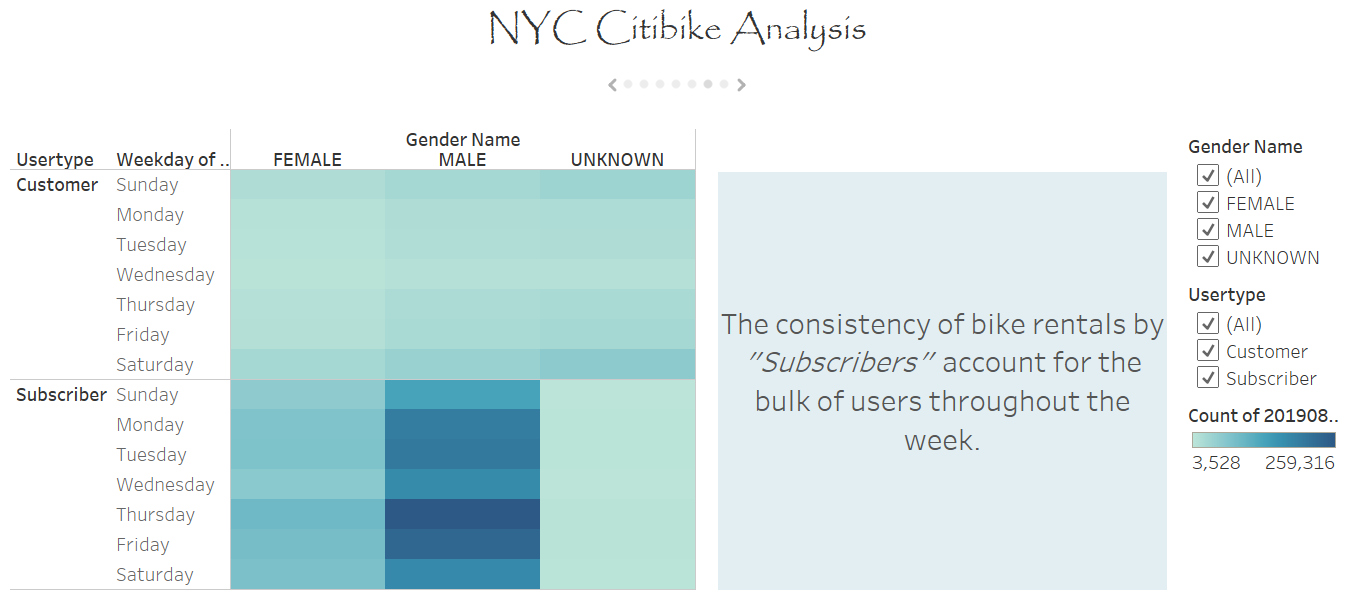 NYC Citibike Analysis
Gender Name
Usertype Weekday of .. FEMALE MALE UNKNOWN
Customer Sunday
Monday
Tuesday
Wednesday
Thursday
Friday
Saturday
Subscriber Sunday
Monday
Tuesday
Wednesday
Thursday
Friday
Saturday
The consistency of bike rentals by
"Subscribers" account for the
bulk of users throughout the
week.
Gender Name
(All)
FEMALE
MALE
UNKNOWN
Usertype
(All)
Customer
Subscriber
Count of 201908..
3,528 259,316